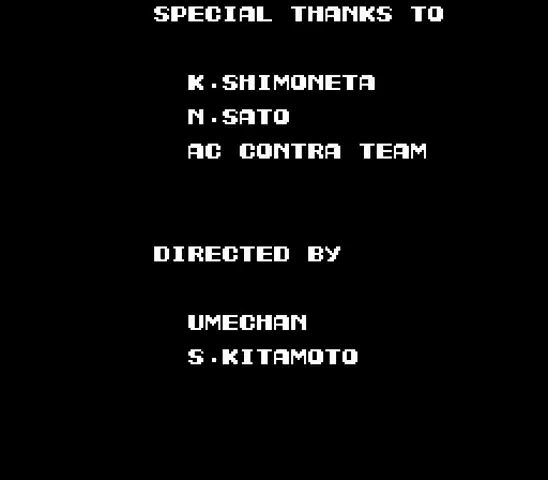 SPECIAL THANKS TO
K.SHIMONETA
N.SATO
AC CONTRA TEAM
DIRECTED BY
UMECHAN
S.KITAMOTO